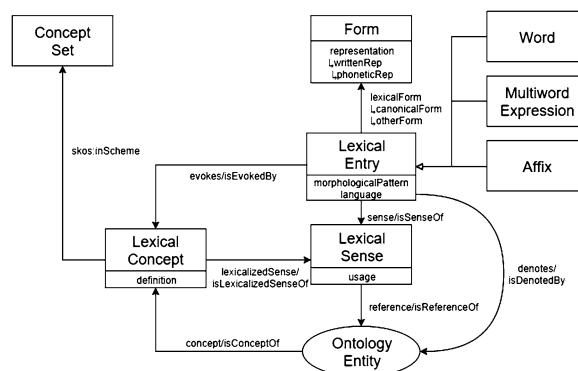 Concept
Set
Form
representation
↳writtenRep
↳phoneticRep
Word
Multiword
Expression
Affix
lexicalForm
↳canonicalForm
↳otherForm
skos:inScheme
Lexical
Entry
morphologicalPattern
language
evokes/isEvokedBy
sense/isSenseOf
Lexical
Concept
definition
lexicalizedSense/
isLexicalizedSenseOf
Lexical
Sense
usage
denotes/
isDenotedBy
reference/isReferenceOf
concept/isConceptOf
Ontology
Entity